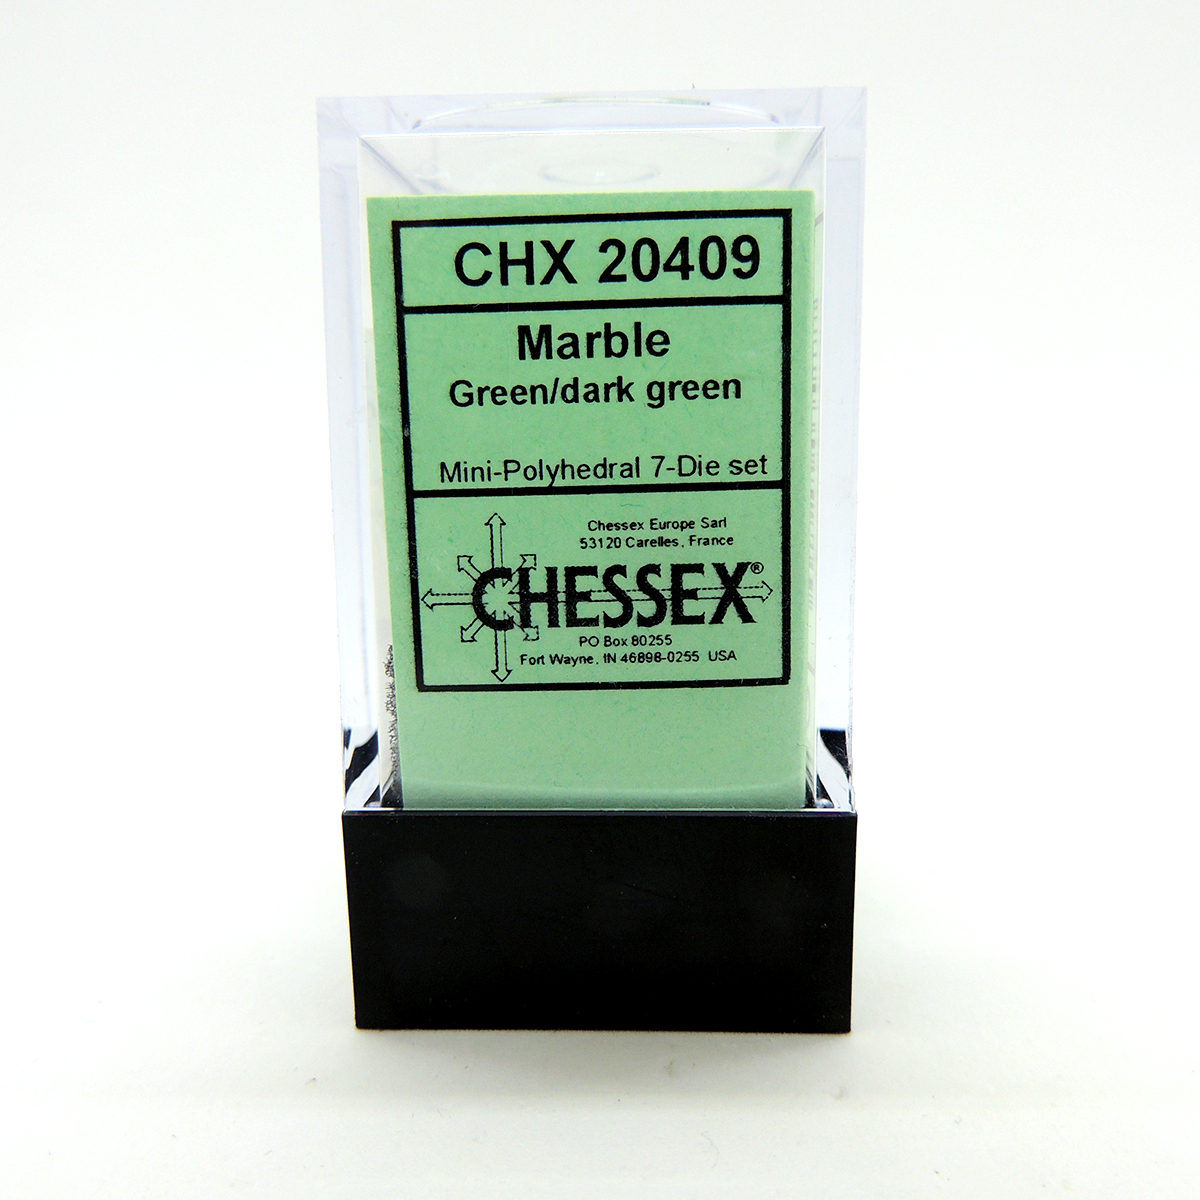 CHX 20409
Marble
Green/dark green
Mini-Polyhedral 7-Die set
Chessex Europe Sarl
53120 Carelles, France
CHESSEX®
PO Box 80255
Fort Wayne, IN 46898-0255 USA